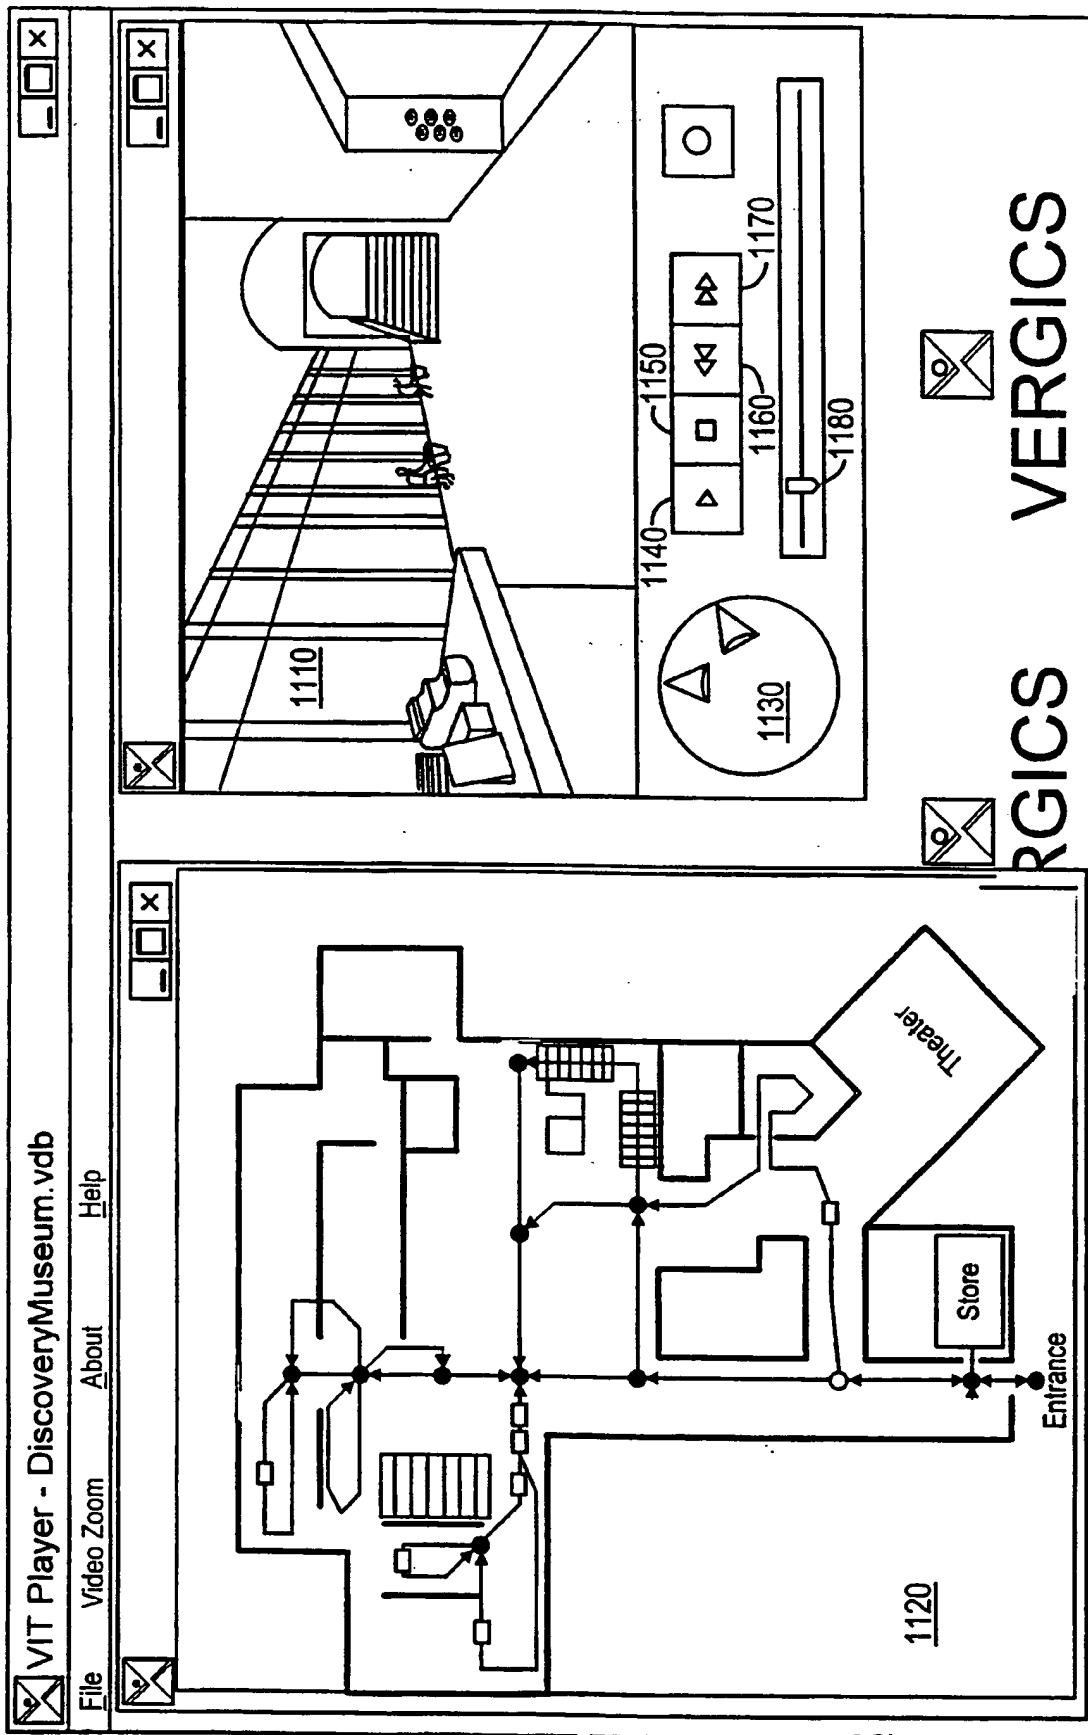 VIT Player - DiscoveryMuseum.vdb
File Video Zoom About Help
1110
1120
Theater
Store
Entrance
1130
1140
1150
1160
1170
1180
RGICS
VERGICS